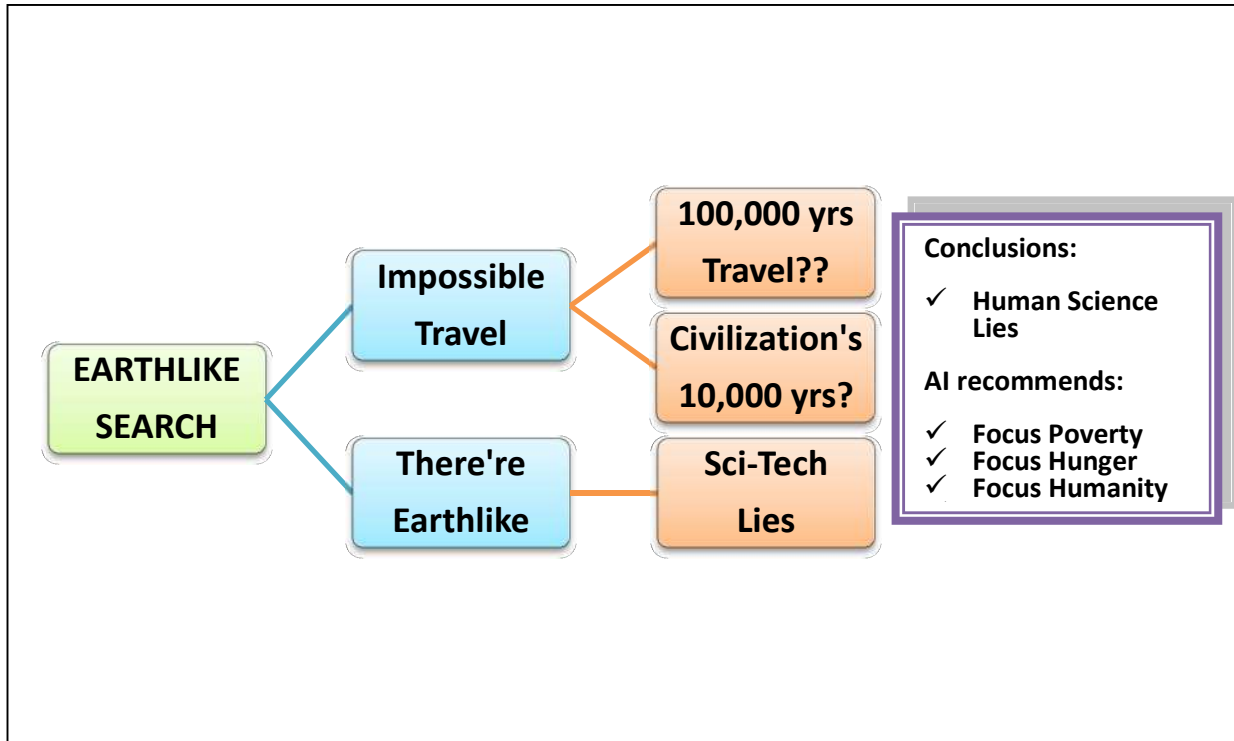 EARTHLIKE
SEARCH
Impossible
Travel
There're
Earthlike
100,000 yrs
Travel??
Civilization's
10,000 yrs?
Sci-Tech
Lies
Conclusions:
✓ Human Science
Lies
AI recommends:
✓ Focus Poverty
✓ Focus Hunger
✓ Focus Humanity